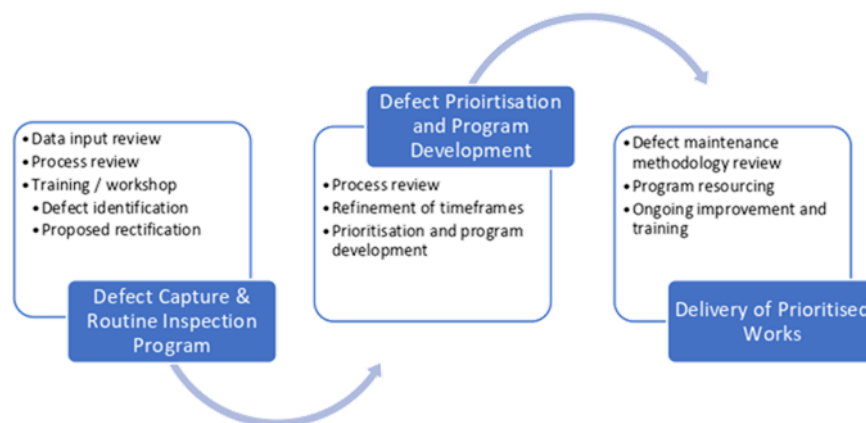 • Data input review
• Process review
• Training / workshop
• Defect identification
• Proposed rectification
Defect Capture &
Routine Inspection
Program
Defect Prioirtisation
and Program
Development
• Process review
• Refinement of timeframes
• Prioritisation and program
development
• Defect maintenance
methodology review
• Program resourcing
• Ongoing improvement and
training
Delivery of Prioritised
Works